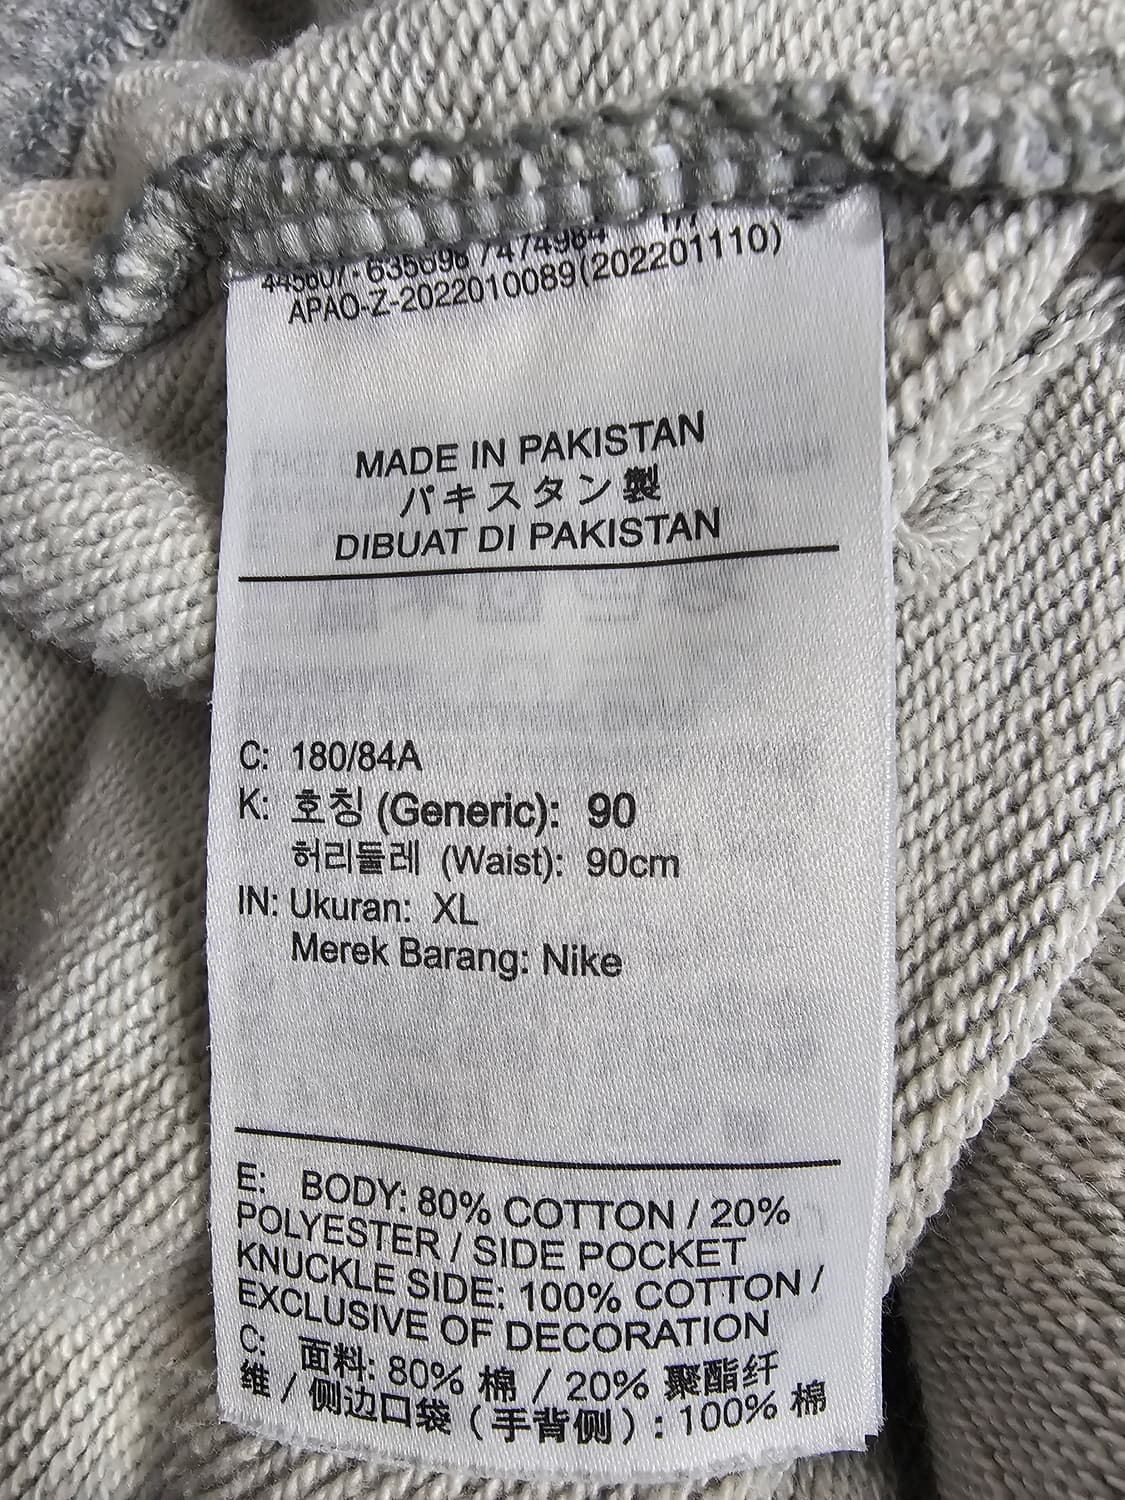 APAO-Z-2022010089(202201110)
MADE IN PAKISTAN
パキスタン製
DIBUAT DI PAKISTAN
C: 180/84A
K: 호칭 (Generic): 90
허리둘레 (Waist): 90cm
IN: Ukuran: XL
Merek Barang: Nike
E: BODY: 80% COTTON / 20%
POLYESTER / SIDE POCKET
KNUCKLE SIDE: 100% COTTON /
EXCLUSIVE OF DECORATION
C: 面料: 80% 棉 / 20% 聚酯纤
维 / 侧边口袋 (手背侧) : 100% 棉